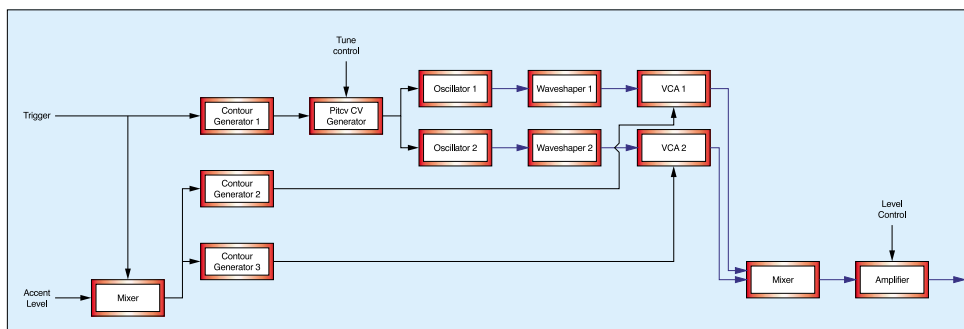 Tune
control
Oscillator 1
Waveshaper 1
VCA 1
Trigger
Contour
Generator 1
Pitcv CV
Generator
Oscillator 2
Waveshaper 2
VCA 2
Contour
Generator 2
Level
Control
Contour
Generator 3
Accent
Level
Mixer
Mixer
Amplifier